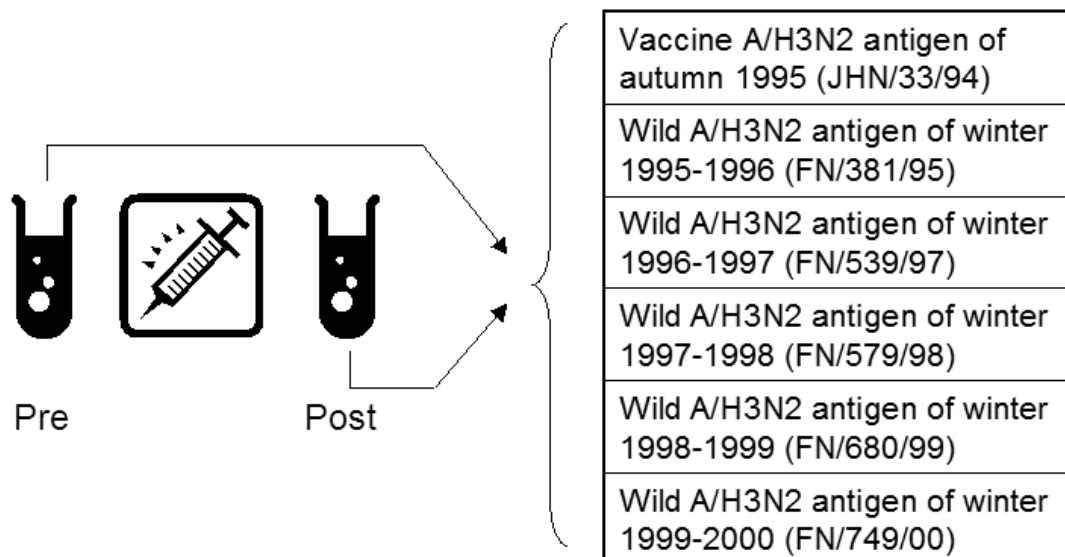 Vaccine A/H3N2 antigen of
autumn 1995 (JHN/33/94)
Wild A/H3N2 antigen of winter
1995-1996 (FN/381/95)
Wild A/H3N2 antigen of winter
1996-1997 (FN/539/97)
Wild A/H3N2 antigen of winter
1997-1998 (FN/579/98)
Wild A/H3N2 antigen of winter
1998-1999 (FN/680/99)
Wild A/H3N2 antigen of winter
1999-2000 (FN/749/00)
Pre
Post